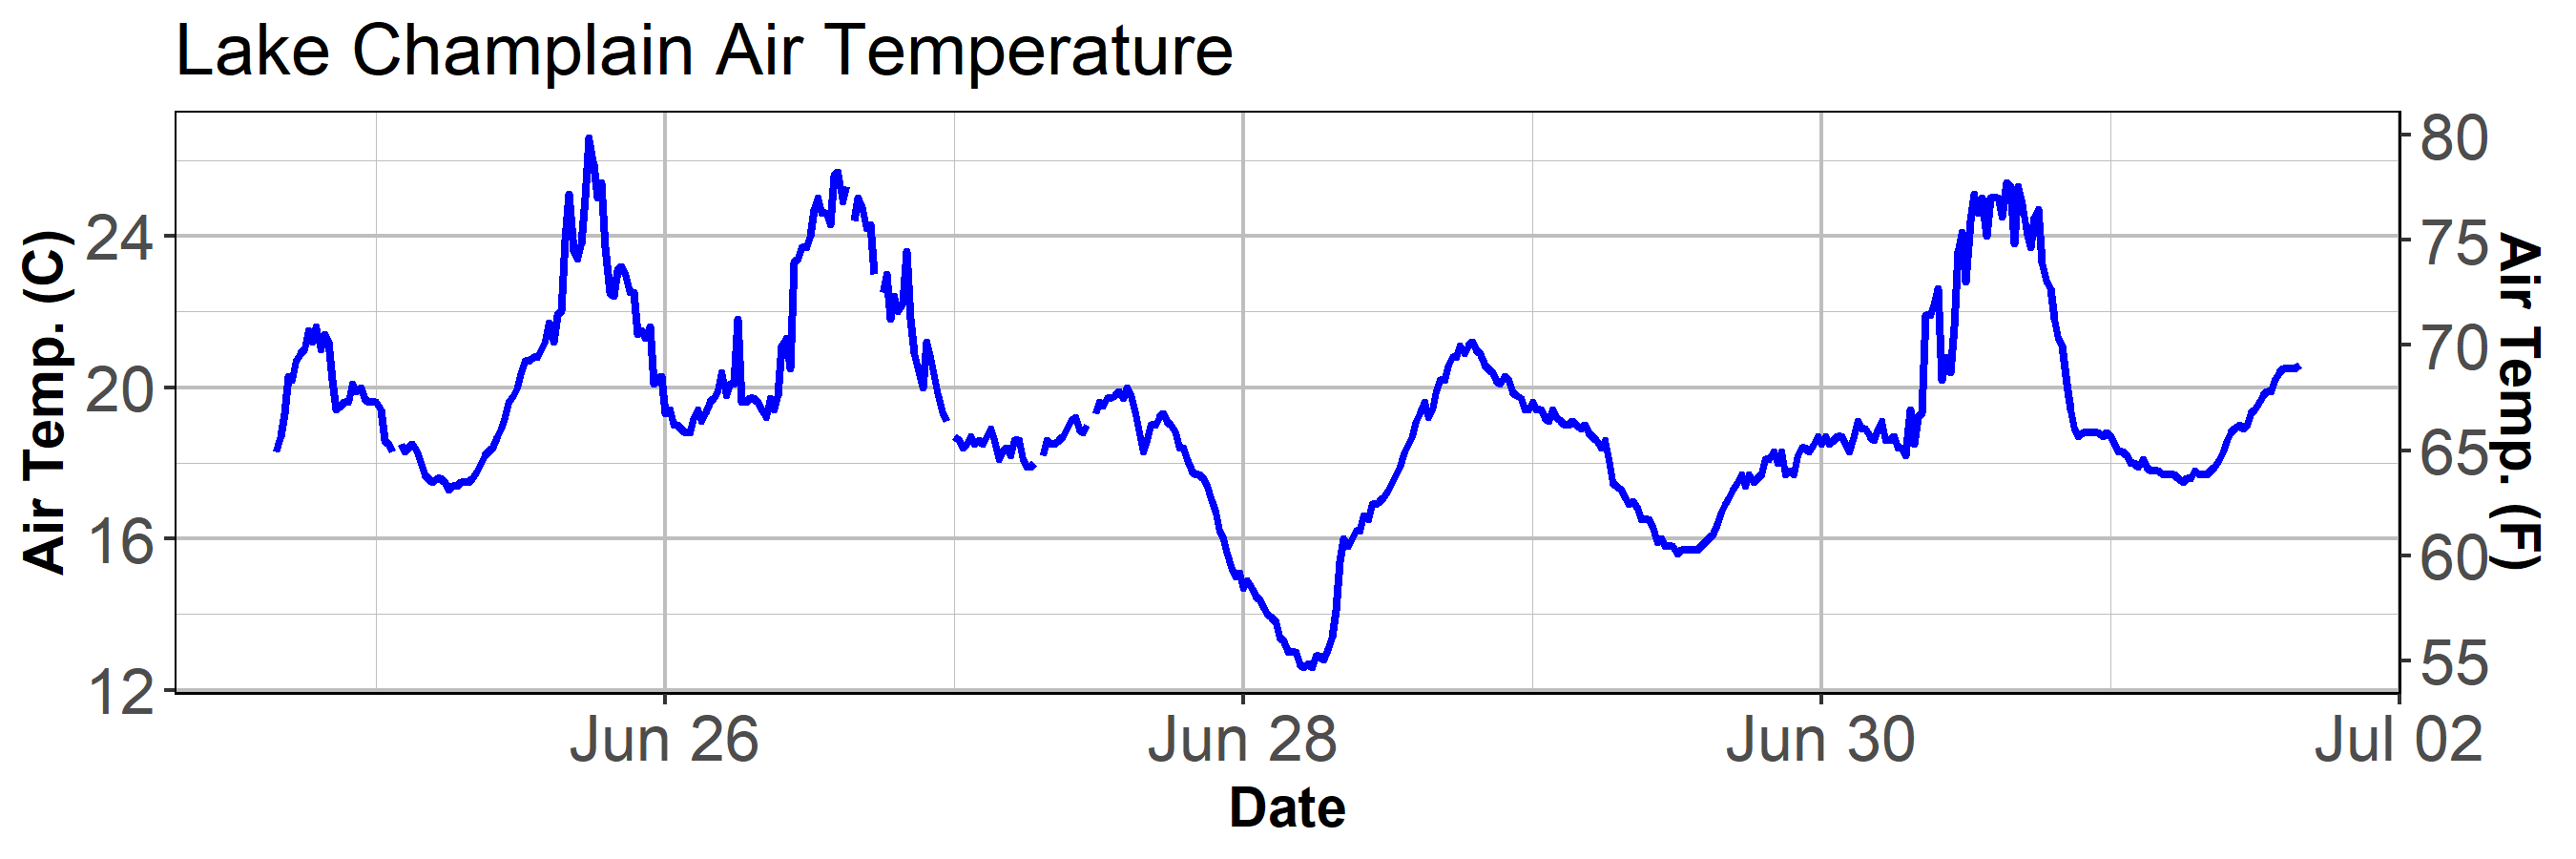 Lake Champlain Air Temperature
Air Temp. (C)
24
20
16
12
80
75
70
65
60
55
Air Temp. (F)
Jun 26
Jun 28
Jun 30
Jul 02
Date